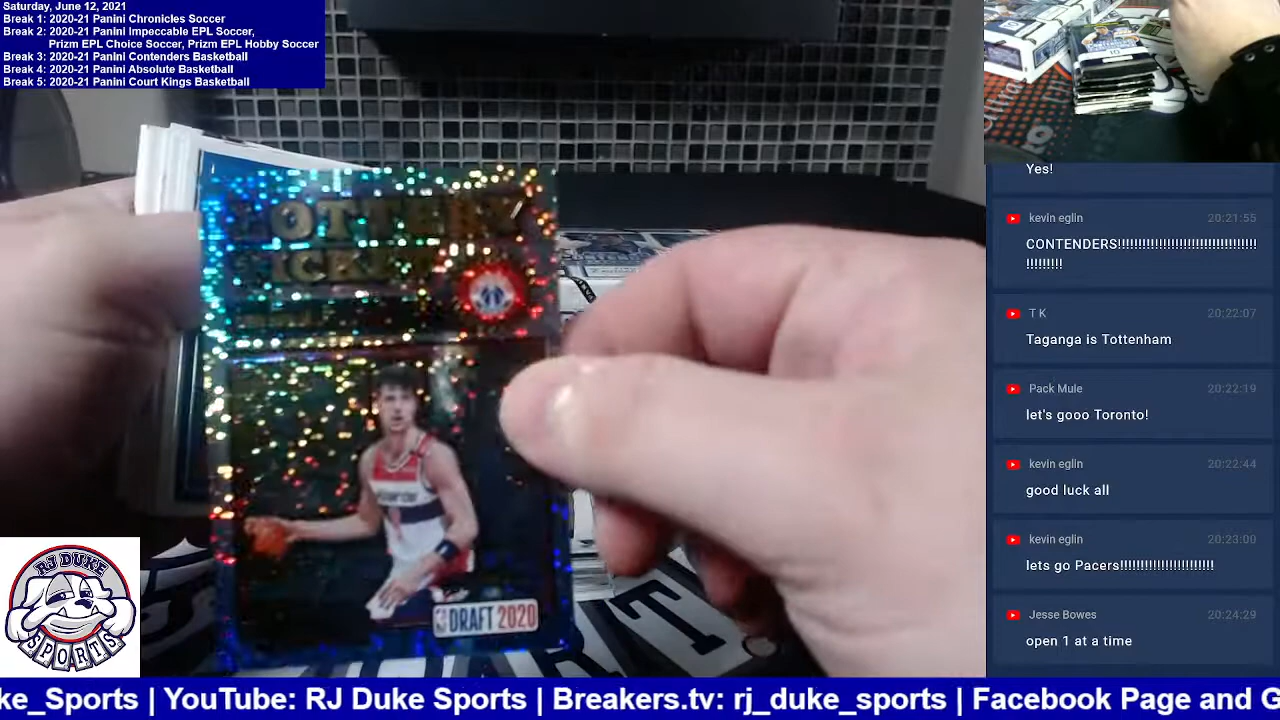 Saturday, June 12, 2021
Break 1: 2020-21 Panini Chronicles Soccer
Break 2: 2020-21 Panini Impeccable EPL Soccer,
Prizm EPL Choice Soccer, Prizm EPL Hobby Soccer
Break 3: 2020-21 Panini Contenders Basketball
Break 4: 2020-21 Panini Absolute Basketball
Break 5: 2020-21 Panini Court Kings Basketball
Yes!
kevin eglin 20:21:55
CONTENDERS!!!!!!!!!!!!!!!!!!!!!!!!!!!!!!!!!!
!!!!!!!!!
T K 20:22:07
Taganga is Tottenham
Pack Mule 20:22:19
let's gooo Toronto!
kevin eglin 20:22:44
good luck all
kevin eglin 20:23:00
lets go Pacers!!!!!!!!!!!!!!!!!!!!!!!
Jesse Bowes 20:24:29
open 1 at a time
LOTTERY
TICKET
DRAFT 2020
RJ DUKE
SPORTS
ke_Sports | YouTube: RJ Duke Sports | Breakers.tv: rj_duke_sports | Facebook Page and G